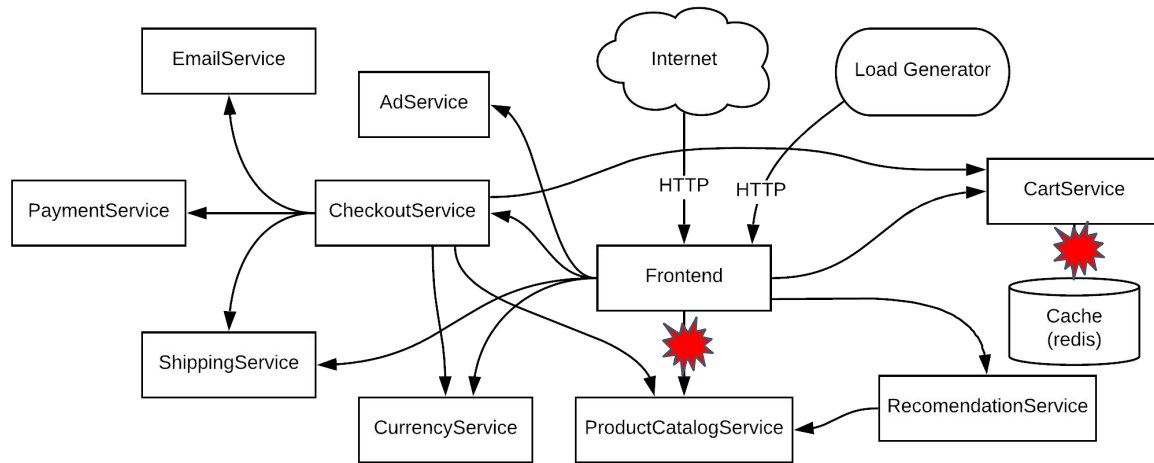 EmailService
Internet
Load Generator
AdService
HTTP
HTTP
CartService
PaymentService
CheckoutService
Frontend
Cache
(redis)
ShippingService
RecomendationService
CurrencyService
ProductCatalogService